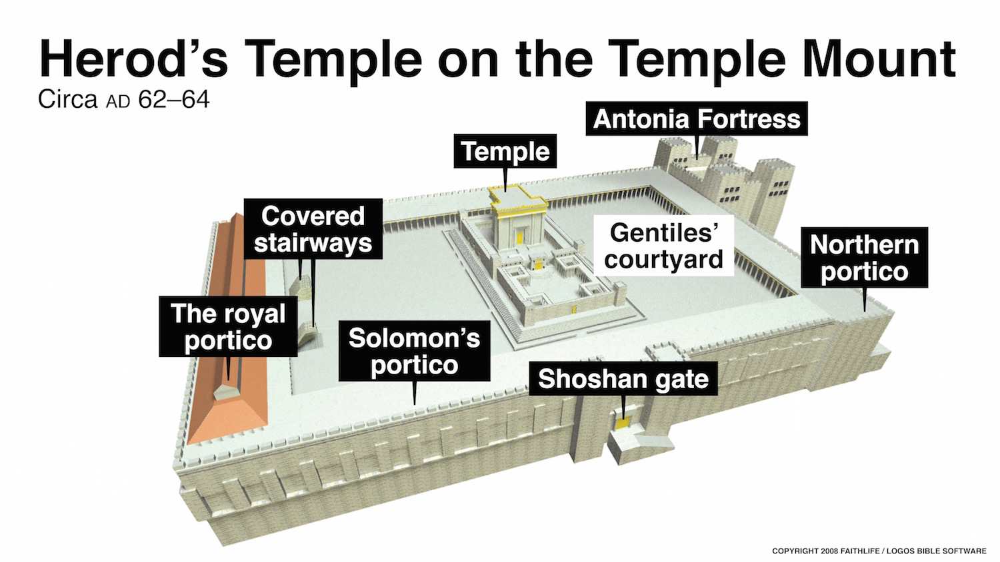 Herod’s Temple on the Temple Mount
Circa AD 62–64
Antonia Fortress
Temple
Covered
stairways
Gentiles’
courtyard
Northern
portico
The royal
portico
Solomon’s
portico
Shoshan gate
COPYRIGHT 2008 FAITHLIFE / LOGOS BIBLE SOFTWARE